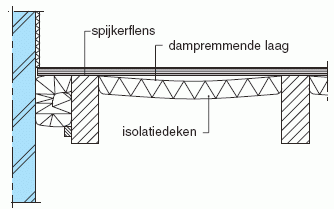 spijkerflens
dampremmende laag
isolatiedeken